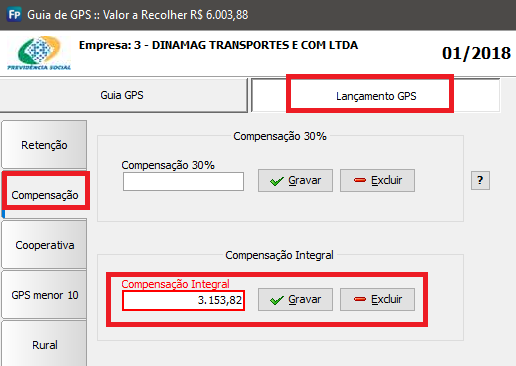 FP Guia de GPS :: Valor a Recolher R$ 6.003,88
PREVIDÊNCIA SOCIAL
Empresa: 3 - DINAMAG TRANSPORTES E COM LTDA
01/2018
Guia GPS
Lançamento GPS
Retenção
Compensação
Cooperativa
GPS menor 10
Rural
Compensação 30%
Compensação 30%
Gravar
Excluir
?
Compensação Integral
Compensação Integral
3.153,82
Gravar
Excluir